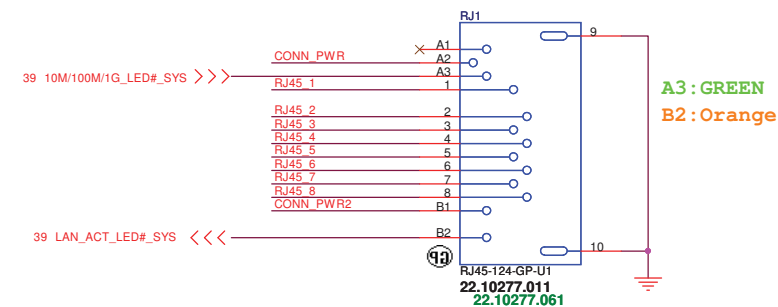 RJ1
9
A1
CONN_PWR
A2
39 10M/100M/1G_LED#_SYS
A3
RJ45_1
1
A3:GREEN
B2:Orange
RJ45_2
2
RJ45_3
3
RJ45_4
4
RJ45_5
5
RJ45_6
6
RJ45_7
7
RJ45_8
8
CONN_PWR2
B1
39 LAN_ACT_LED#_SYS
B2
10
GP
RJ45-124-GP-U1
22.10277.011
22.10277.061